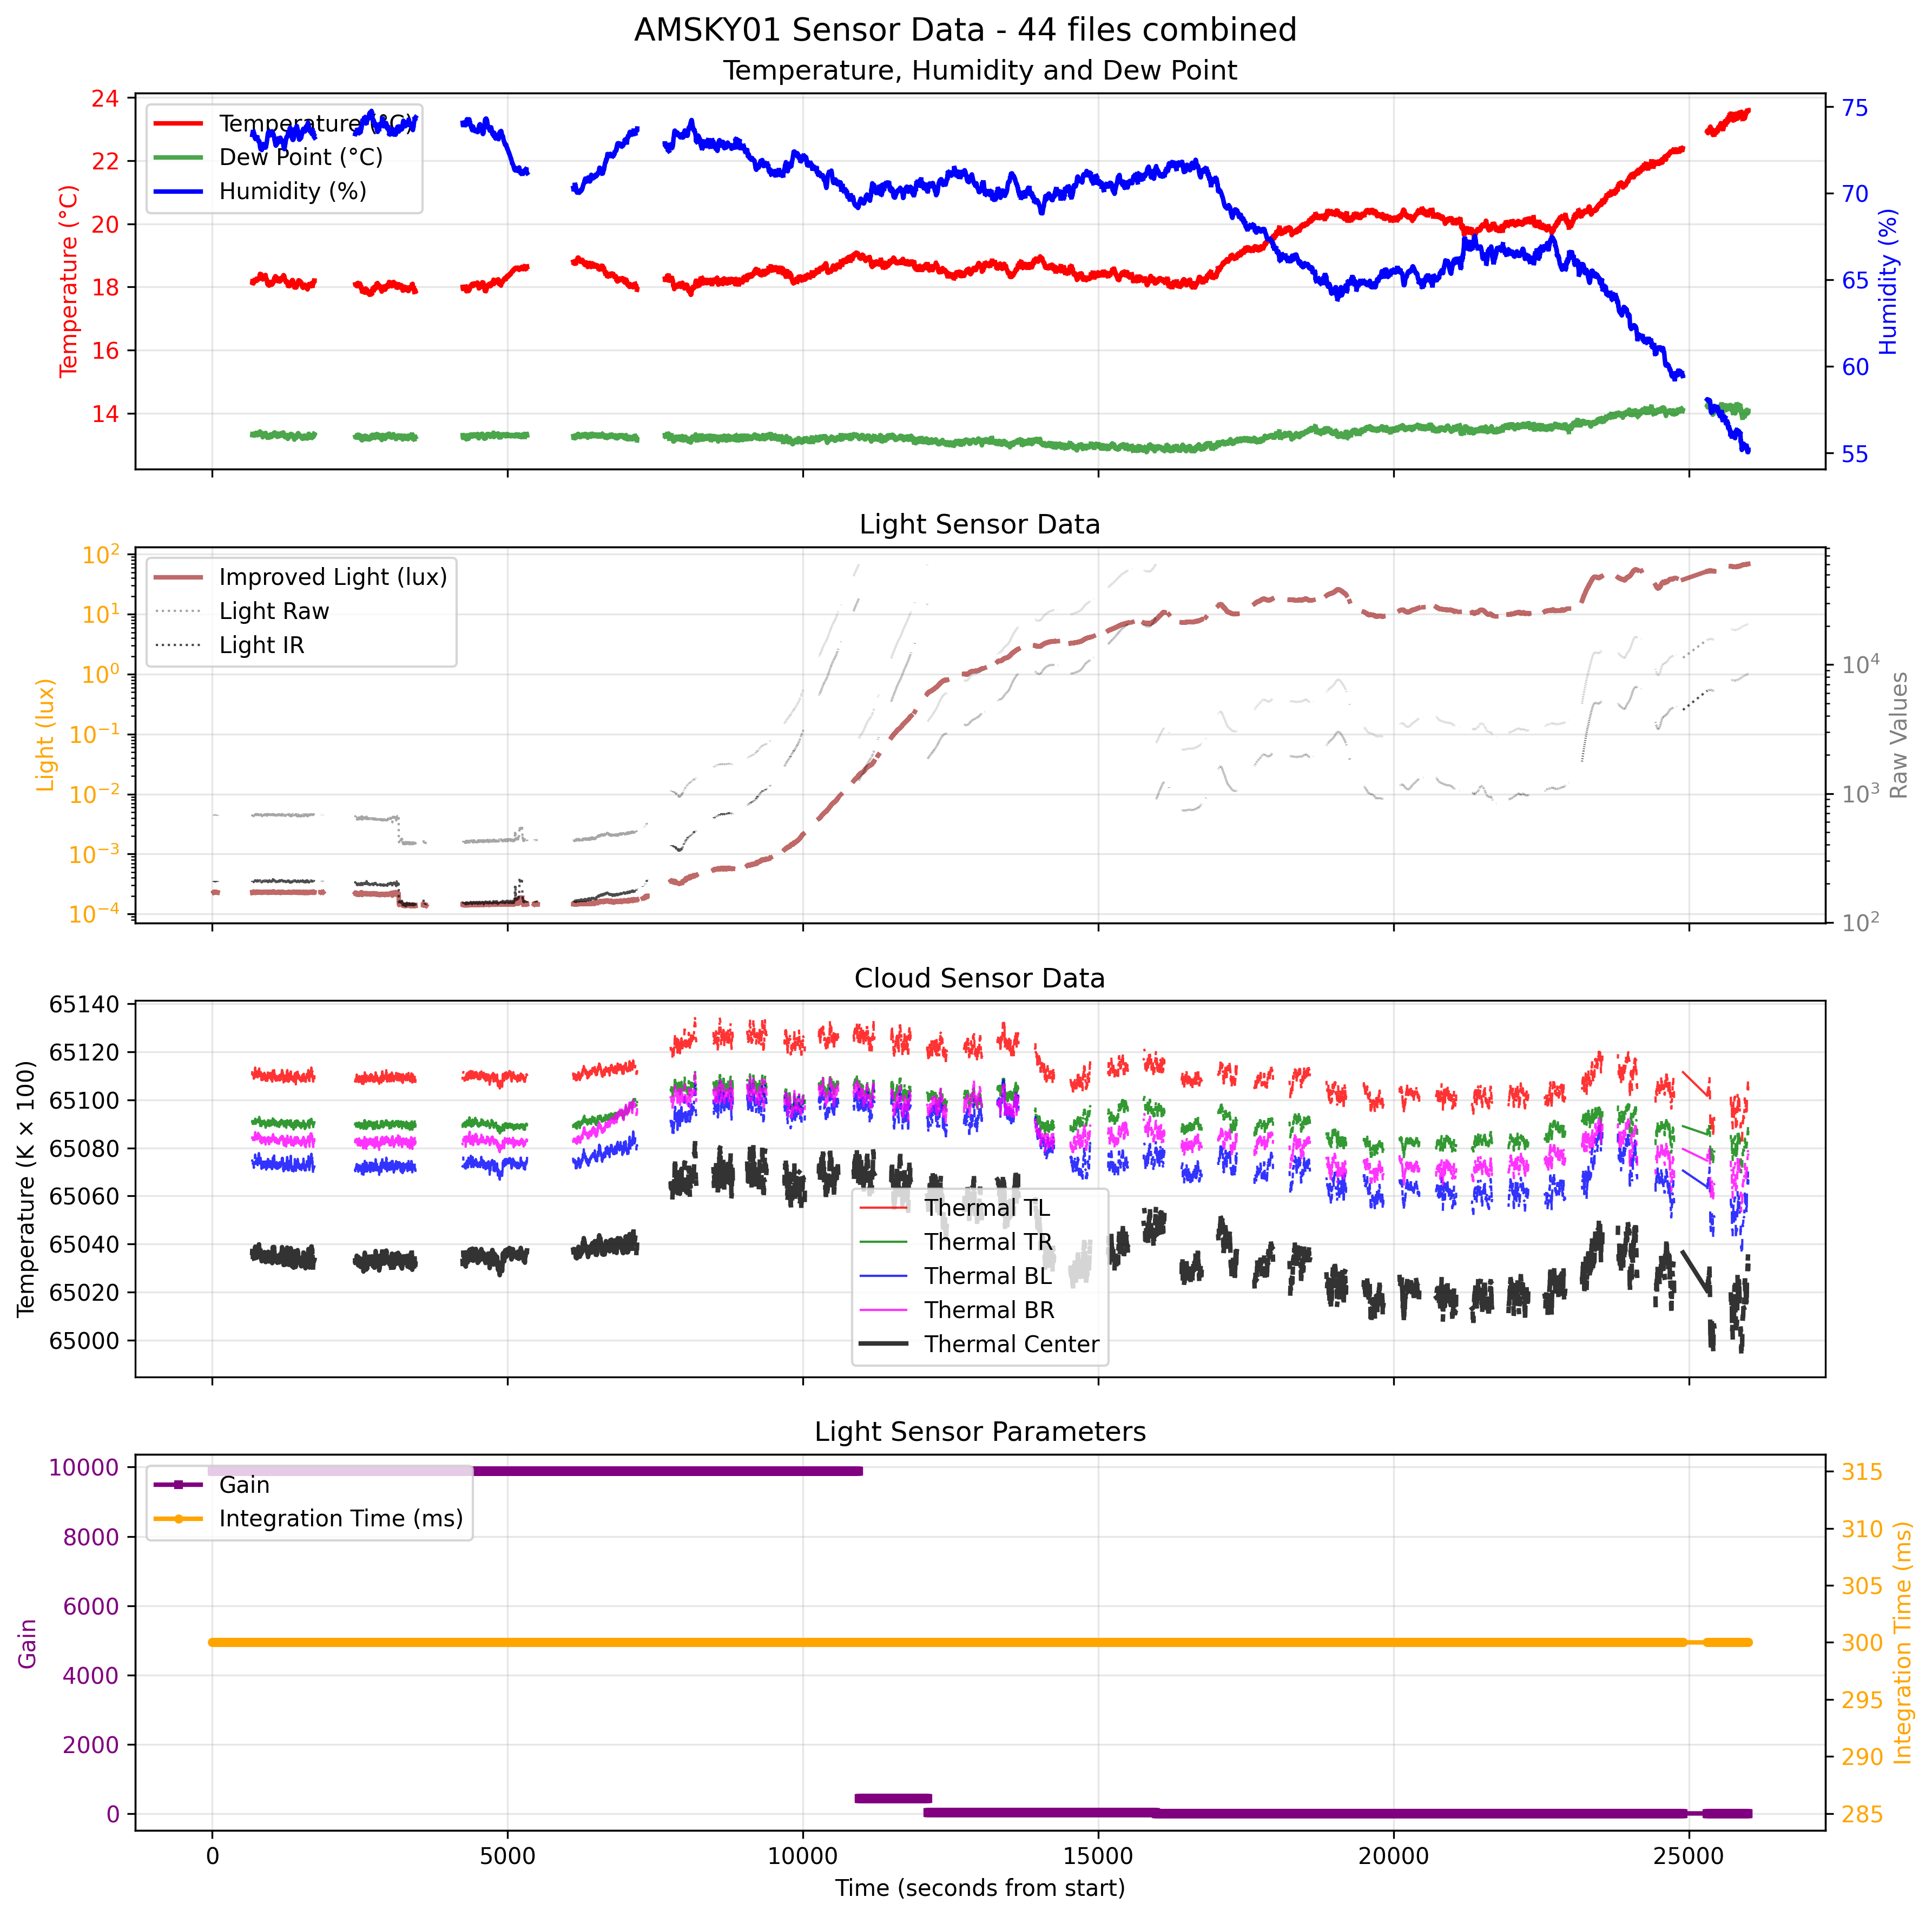 AMSKY01 Sensor Data - 44 files combined
Temperature, Humidity and Dew Point
Temperature (°C)
24
22
20
18
16
14
Temperature (°C)
Dew Point (°C)
Humidity (%)
75
70
65
60
55
Humidity (%)
Light Sensor Data
Light (lux)
10²
10¹
10⁰
10⁻¹
10⁻²
10⁻³
10⁻⁴
Improved Light (lux)
Light Raw
Light IR
10⁴
10³
10²
Raw Values
Cloud Sensor Data
Temperature (K × 100)
65140
65120
65100
65080
65060
65040
65020
65000
Thermal TL
Thermal TR
Thermal BL
Thermal BR
Thermal Center
Light Sensor Parameters
Gain
10000
8000
6000
4000
2000
0
Gain
Integration Time (ms)
315
310
305
300
295
290
285
Integration Time (ms)
0 5000 10000 15000 20000 25000
Time (seconds from start)